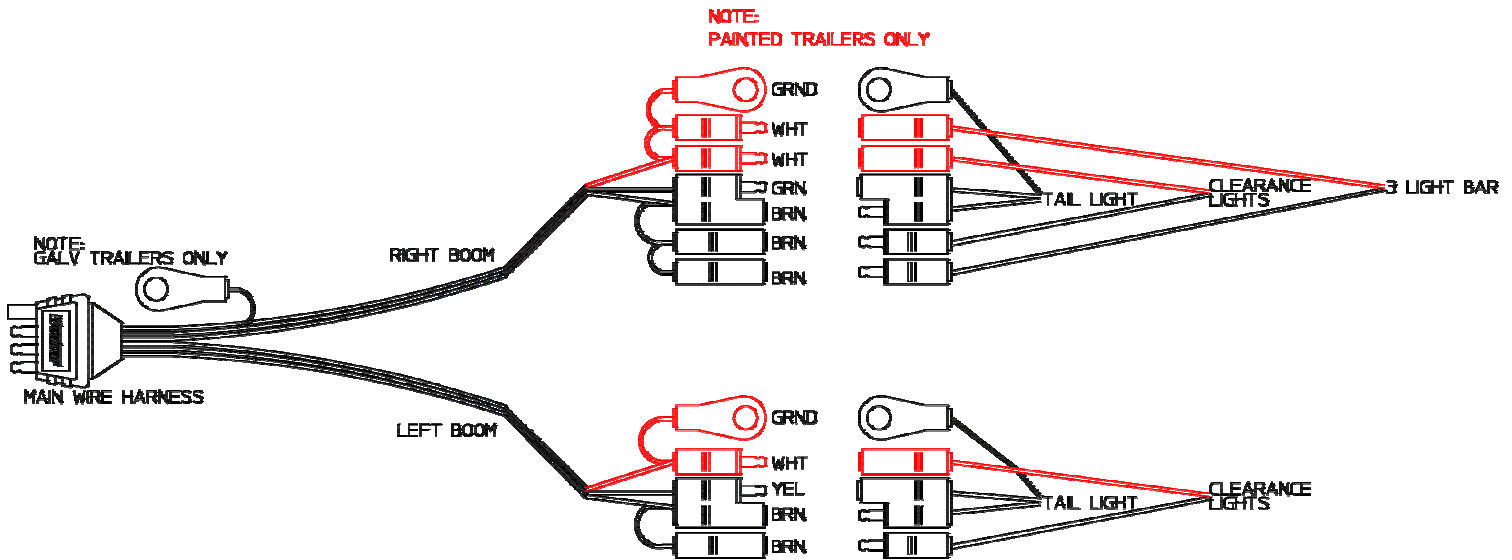 NOTE:
PAINTED TRAILERS ONLY
GRND
WHT
WHT
GRN.
BRN.
BRN.
BRN.
TAIL LIGHT
CLEARANCE
LIGHTS
3 LIGHT BAR
RIGHT BOOM
NOTE:
GALV TRAILERS ONLY
MAIN WIRE HARNESS
LEFT BOOM
GRND
WHT
YEL
BRN.
BRN.
TAIL LIGHT
CLEARANCE
LIGHTS